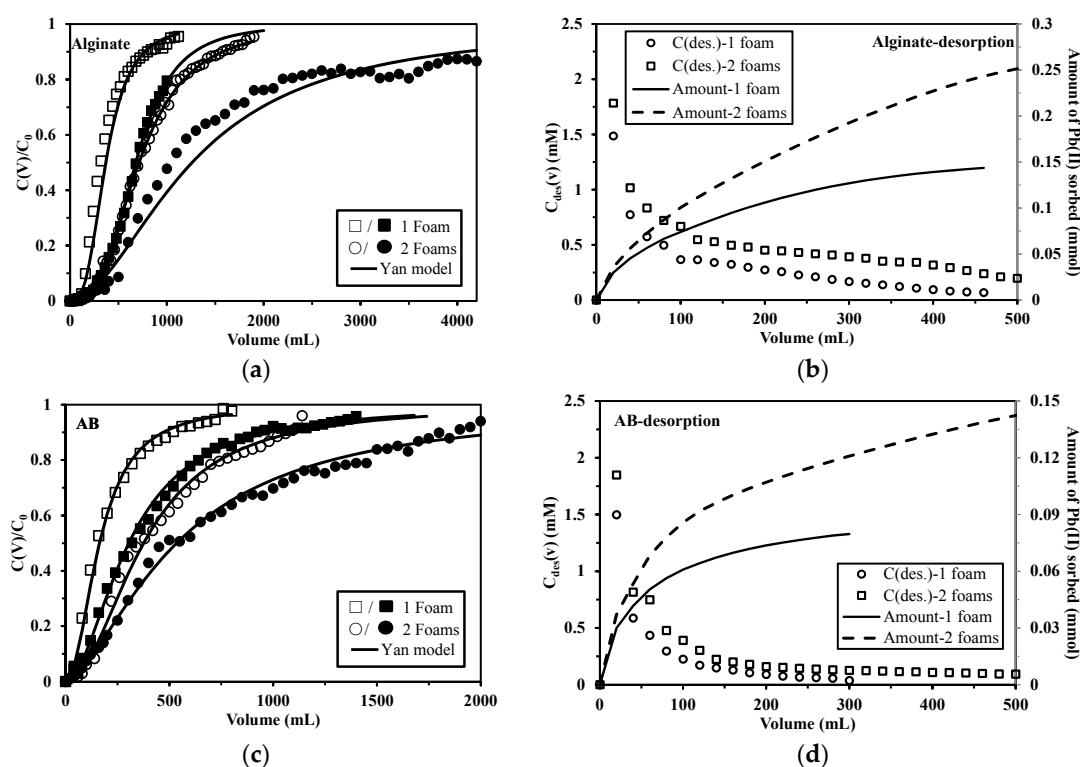 Alginate
C(V)/C0
1
0.8
0.6
0.4
0.2
0
0 1000 2000 3000 4000
Volume (mL)
□/ ■ 1 Foam
○/ ● 2 Foams
Yan model
(a)
C(des.)-1 foam
C(des.)-2 foams
Amount-1 foam
Amount-2 foams
Alginate-desorption
Cdes(v) (mM)
2.5
2
1.5
1
0.5
0
0.3
0.25
0.2
0.15
0.1
0.05
0
Amount of Pb(II) sorbed (mmol)
0 100 200 300 400 500
Volume (mL)
(b)
AB
C(V)/C0
1
0.8
0.6
0.4
0.2
0
0 500 1000 1500 2000
Volume (mL)
□/ ■ 1 Foam
○/ ● 2 Foams
Yan model
(c)
AB-desorption
Cdes(v) (mM)
2.5
2
1.5
1
0.5
0
0.15
0.12
0.09
0.06
0.03
0
Amount of Pb(II) sorbed (mmol)
C(des.)-1 foam
C(des.)-2 foams
Amount-1 foam
Amount-2 foams
0 100 200 300 400 500
Volume (mL)
(d)